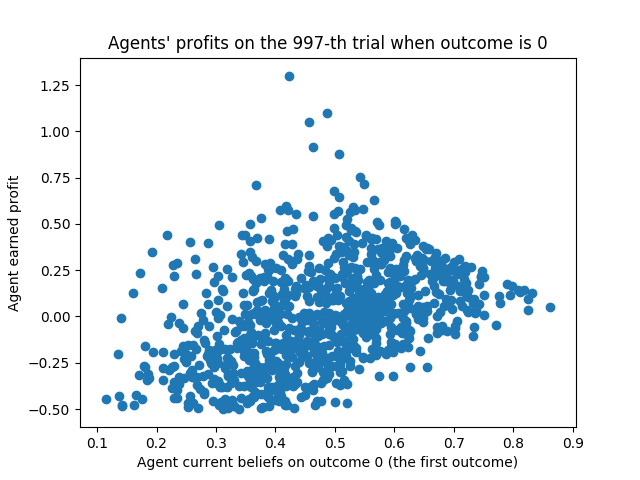 Agents' profits on the 997-th trial when outcome is 0
1.25
1.00
0.75
0.50
0.25
0.00
−0.25
−0.50
Agent earned profit
0.1 0.2 0.3 0.4 0.5 0.6 0.7 0.8 0.9
Agent current beliefs on outcome 0 (the first outcome)